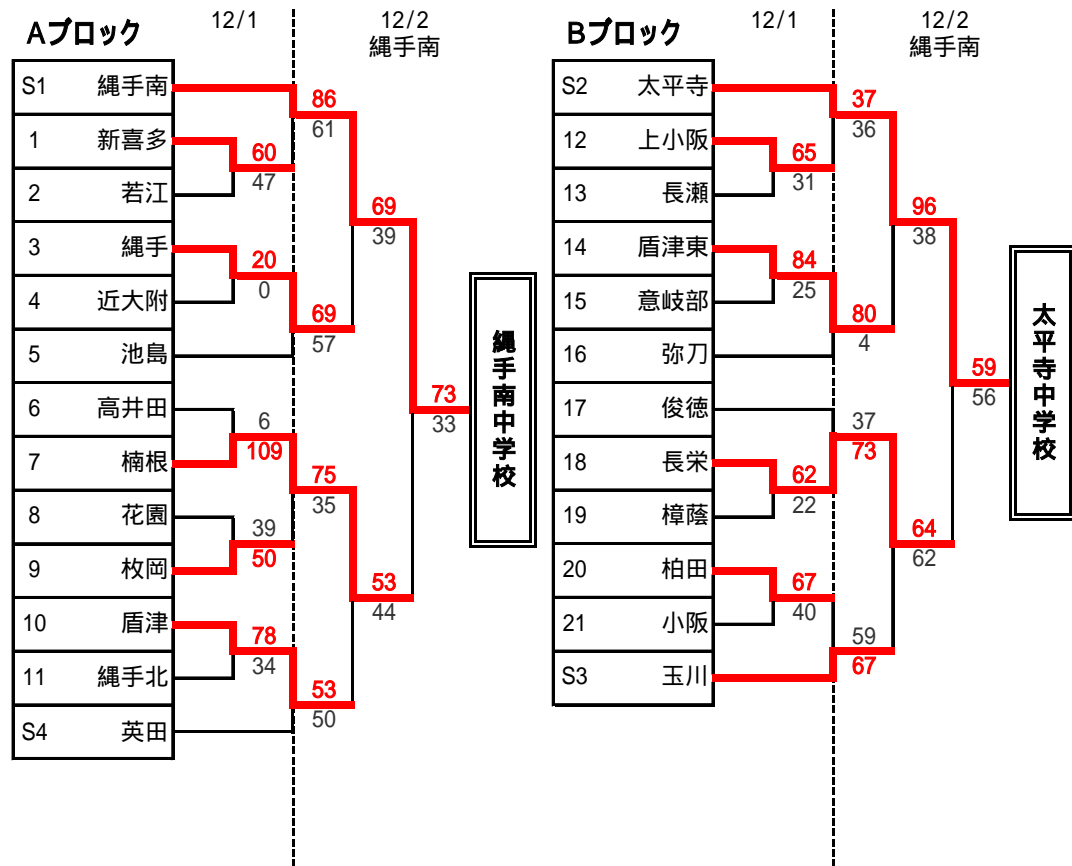 Aブロック
12/1
12/2
縄手南
S1 縄手南
1 新喜多
2 若江
3 縄手
4 近大附
5 池島
6 高井田
7 楠根
8 花園
9 枚岡
10 盾津
11 縄手北
S4 英田
60
47
20
0
6
109
39
50
78
34
86
61
69
57
75
35
53
50
69
39
53
44
73
33
縄手南中学校
Bブロック
12/1
12/2
縄手南
S2 太平寺
12 上小阪
13 長瀬
14 盾津東
15 意岐部
16 弥刀
17 俊徳
18 長栄
19 樟蔭
20 柏田
21 小阪
S3 玉川
65
31
84
25
62
22
67
40
37
36
80
4
37
73
59
67
96
38
64
62
59
56
太平寺中学校